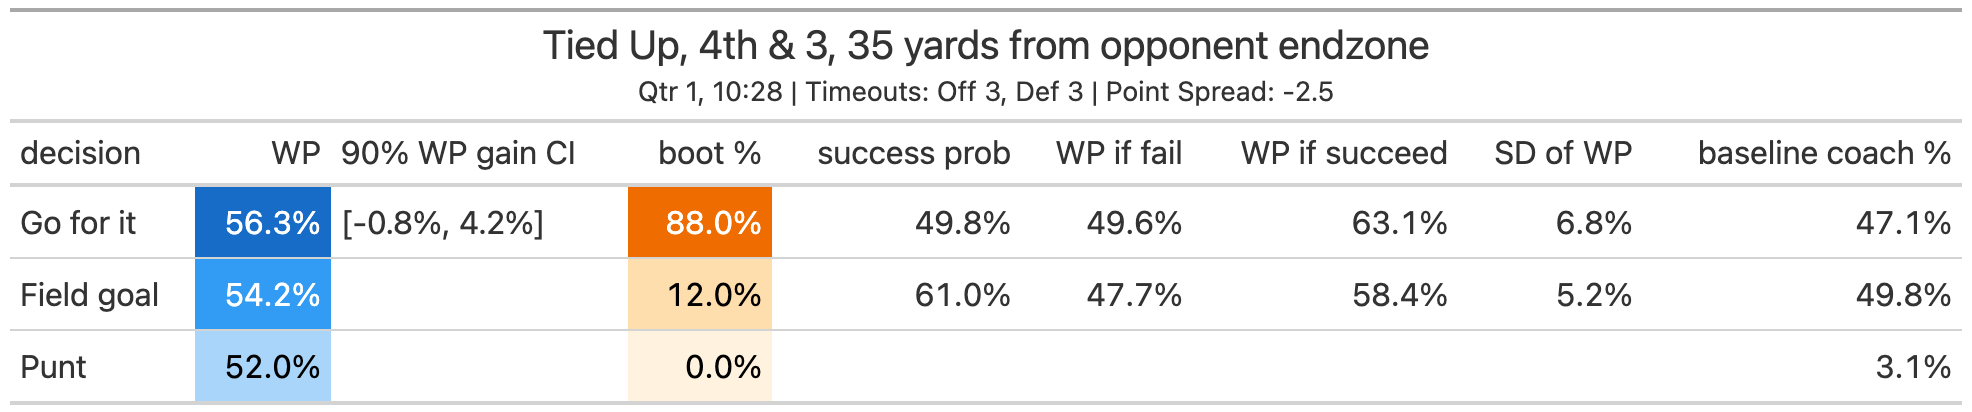 Tied Up, 4th & 3, 35 yards from opponent endzone
Qtr 1, 10:28 | Timeouts: Off 3, Def 3 | Point Spread: -2.5
decision WP 90% WP gain CI boot % success prob WP if fail WP if succeed SD of WP baseline coach %
Go for it 56.3% [-0.8%, 4.2%] 88.0% 49.8% 49.6% 63.1% 6.8% 47.1%
Field goal 54.2% 12.0% 61.0% 47.7% 58.4% 5.2% 49.8%
Punt 52.0% 0.0% 3.1%